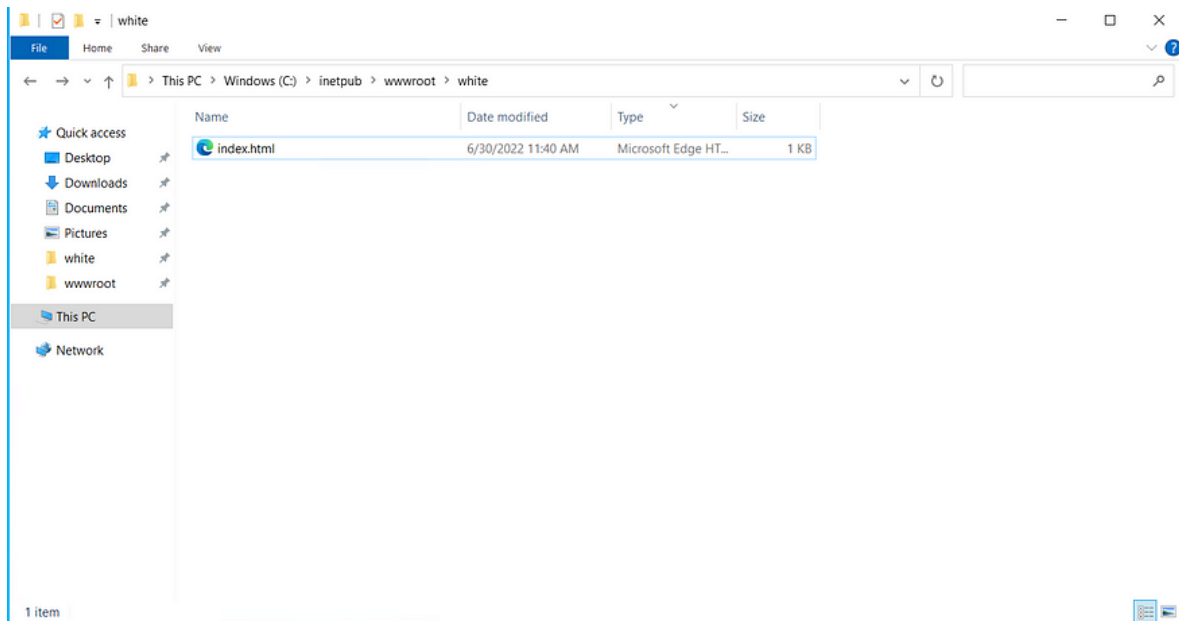 white
File Home Share View
This PC > Windows (C:) > inetpub > wwwroot > white
Name Date modified Type Size
Quick access
index.html 6/30/2022 11:40 AM Microsoft Edge HT... 1 KB
Desktop
Downloads
Documents
Pictures
white
wwwroot
This PC
Network
1 item